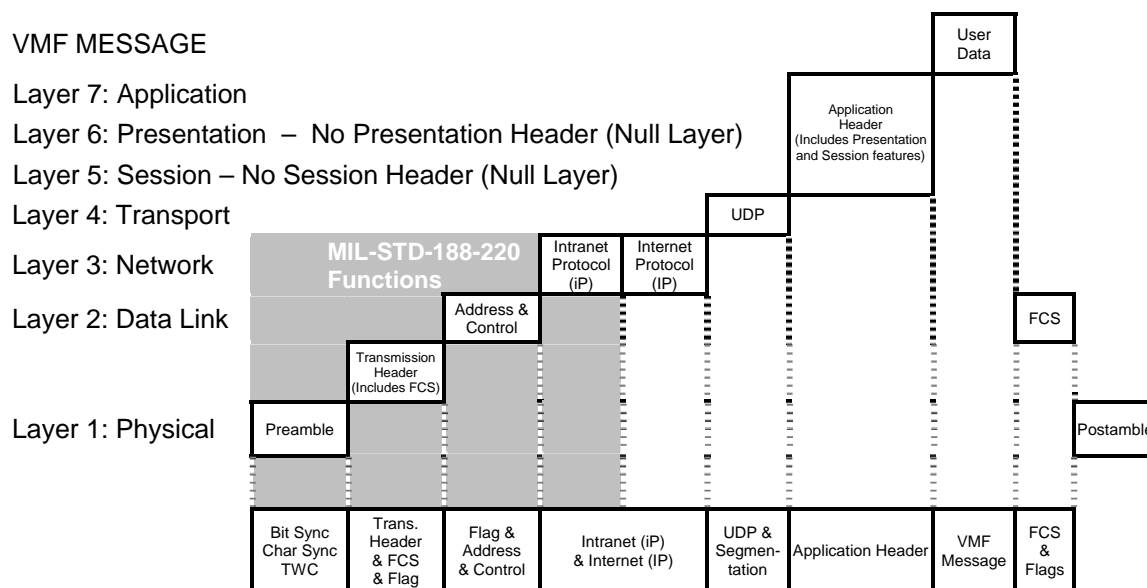 VMF MESSAGE
User
Data
Layer 7: Application
Layer 6: Presentation – No Presentation Header (Null Layer)
Layer 5: Session – No Session Header (Null Layer)
Application
Header
(Includes Presentation
and Session features)
Layer 4: Transport
UDP
Layer 3: Network
MIL-STD-188-220
Functions
Intranet
Protocol
(iP)
Internet
Protocol
(IP)
Layer 2: Data Link
Address &
Control
FCS
Transmission
Header
(Includes FCS)
Layer 1: Physical
Preamble
Postamble
Bit Sync
Char Sync
TWC
Trans.
Header
& FCS
& Flag
Flag &
Address
& Control
Intranet (iP)
& Internet (IP)
UDP &
Segmen-
tation
Application Header
VMF
Message
FCS
&
Flags